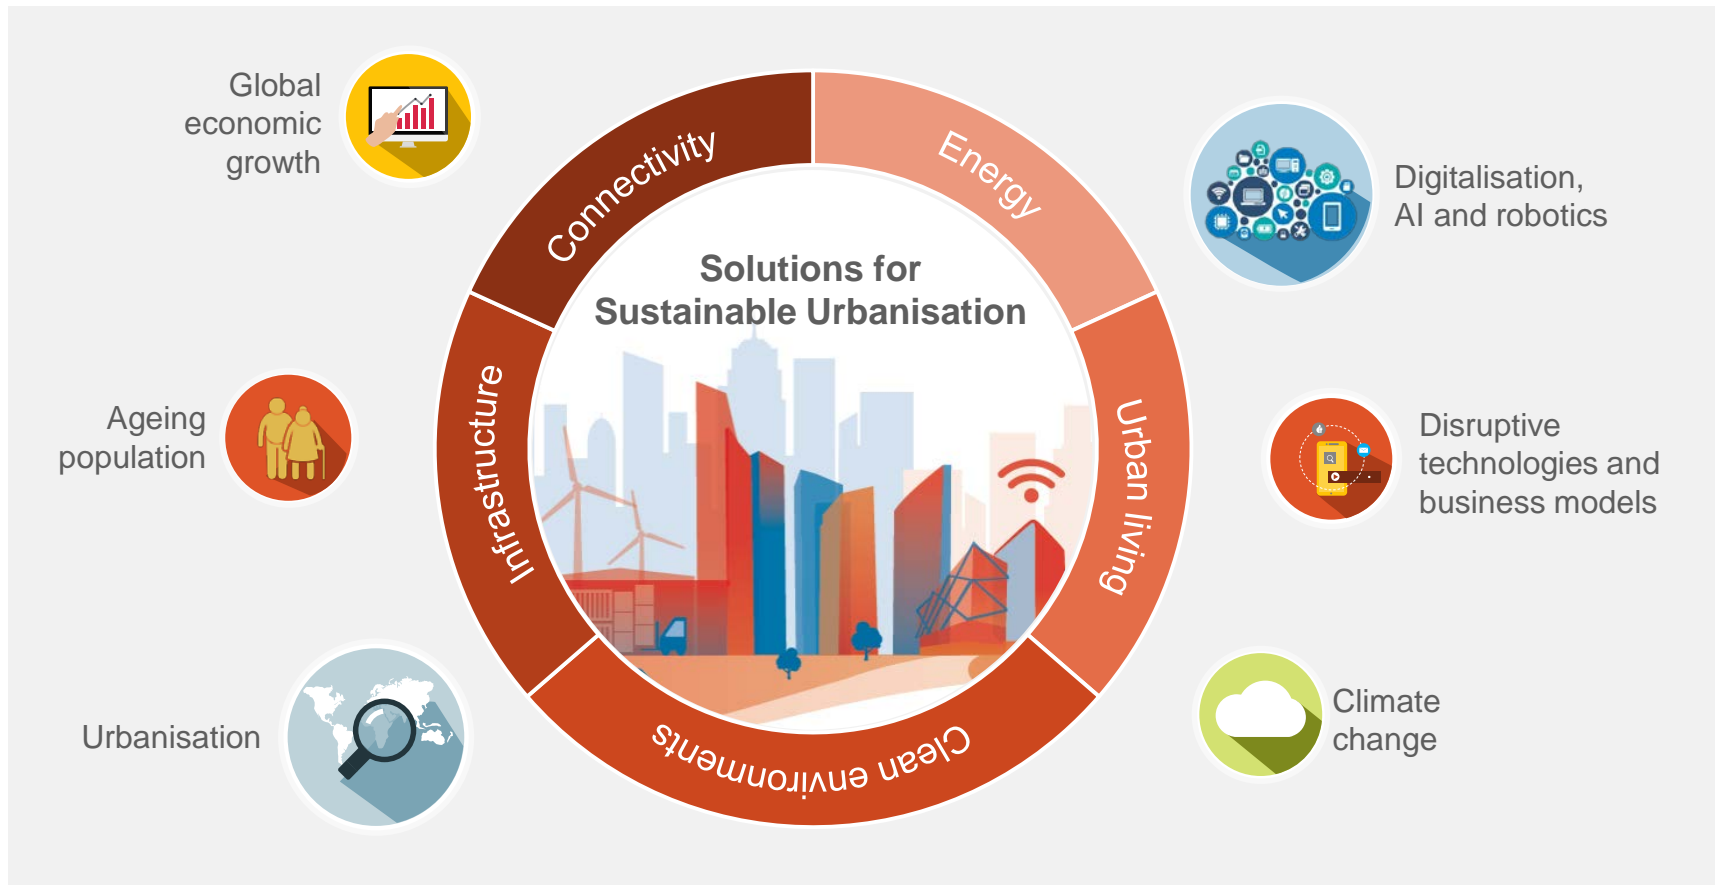 Global
economic
growth
Ageing
population
Urbanisation
Connectivity
Energy
Urban living
Clean environments
Infrastructure
Solutions for
Sustainable Urbanisation
Digitalisation,
AI and robotics
Disruptive
technologies and
business models
Climate
change